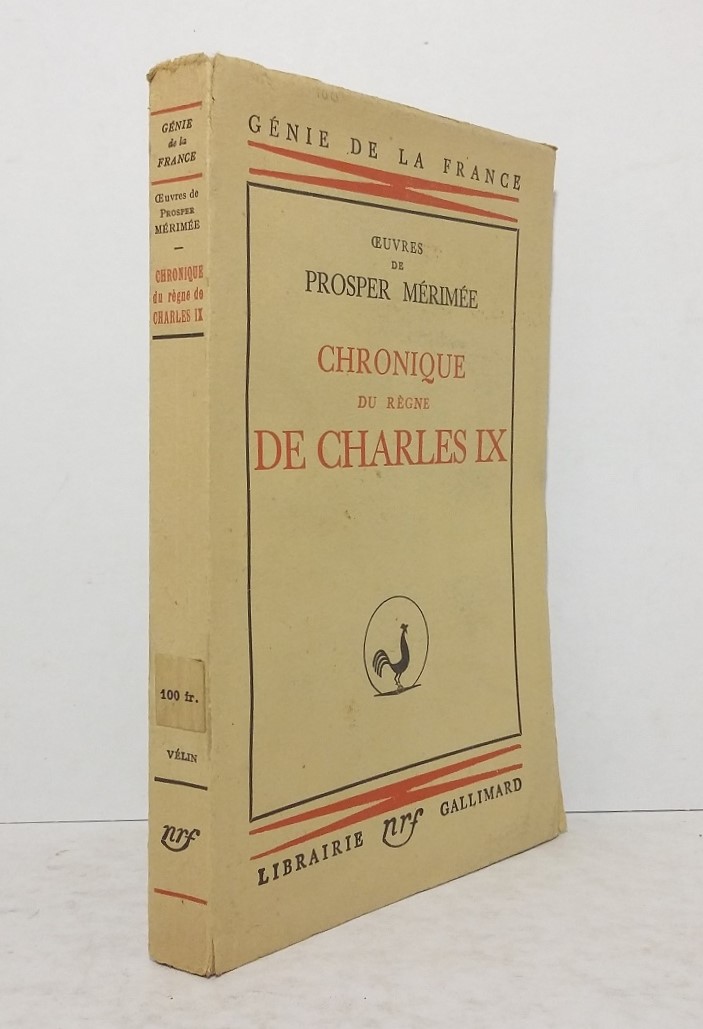 GÉNIE
de la
FRANCE
Œuvres de
PROSPER
MÉRIMÉE
CHRONIQUE
du règne de
CHARLES IX
100 fr.
VÉLIN
nrf
GÉNIE DE LA FRANCE
ŒUVRES
DE
PROSPER MÉRIMÉE
CHRONIQUE
DU RÈGNE
DE CHARLES IX
LIBRAIRIE nrf GALLIMARD